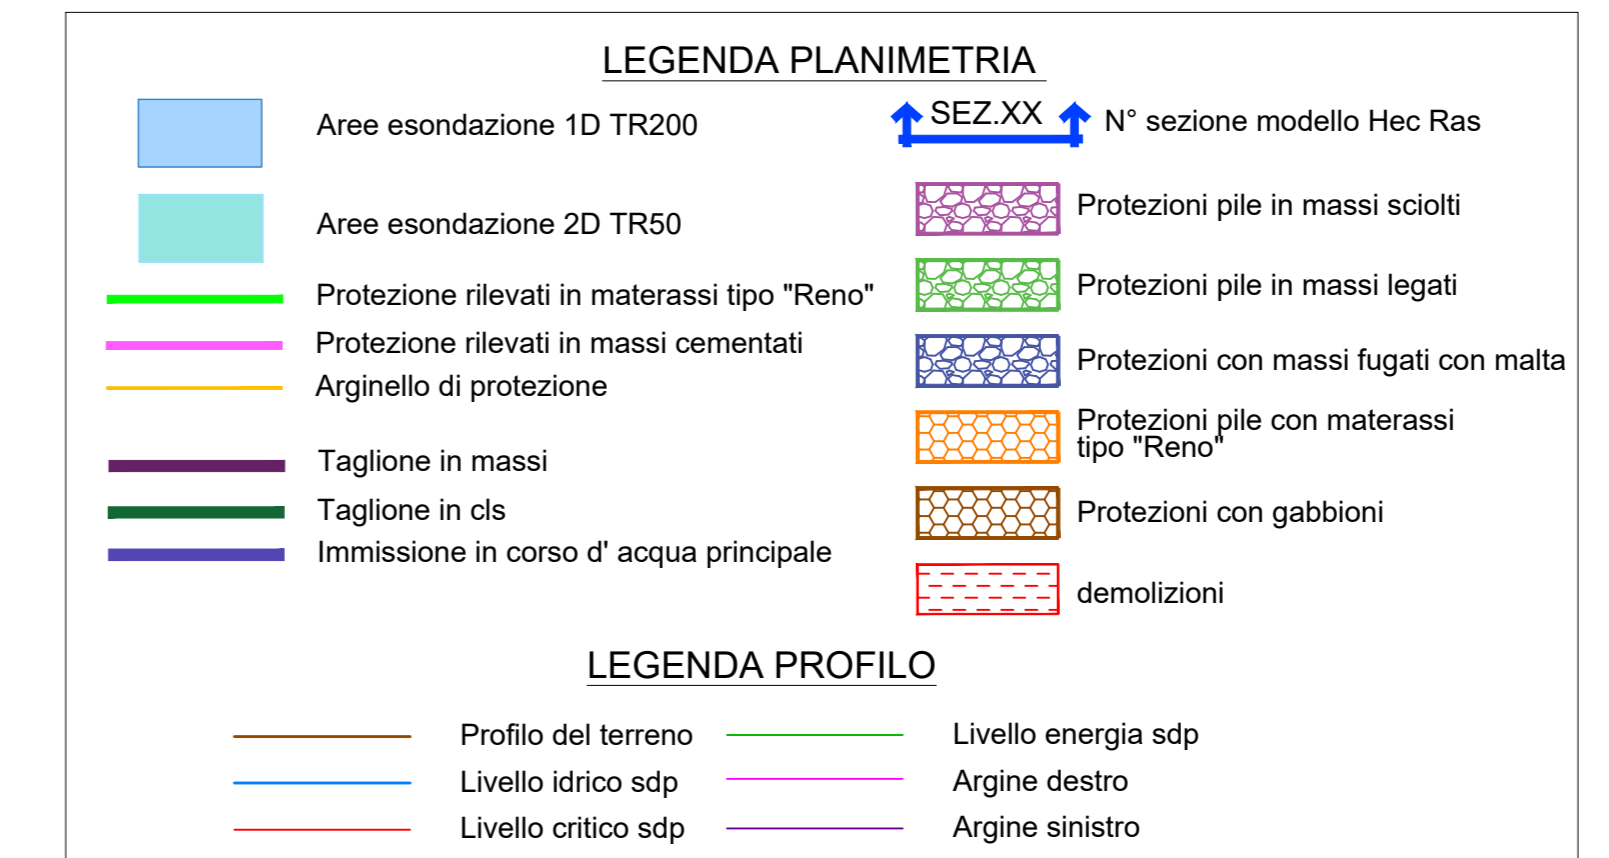 LEGENDA PLANIMETRIA
Aree esondazione 1D TR200
Aree esondazione 2D TR50
Protezione rilevati in materassi tipo "Reno"
Protezione rilevati in massi cementati
Arginello di protezione
Taglione in massi
Taglione in cls
Immissione in corso d' acqua principale
SEZ.XX
N° sezione modello Hec Ras
Protezioni pile in massi sciolti
Protezioni pile in massi legati
Protezioni con massi fugati con malta
Protezioni pile con materassi
tipo "Reno"
Protezioni con gabbioni
demolizioni
LEGENDA PROFILO
Profilo del terreno
Livello idrico sdp
Livello critico sdp
Livello energia sdp
Argine destro
Argine sinistro